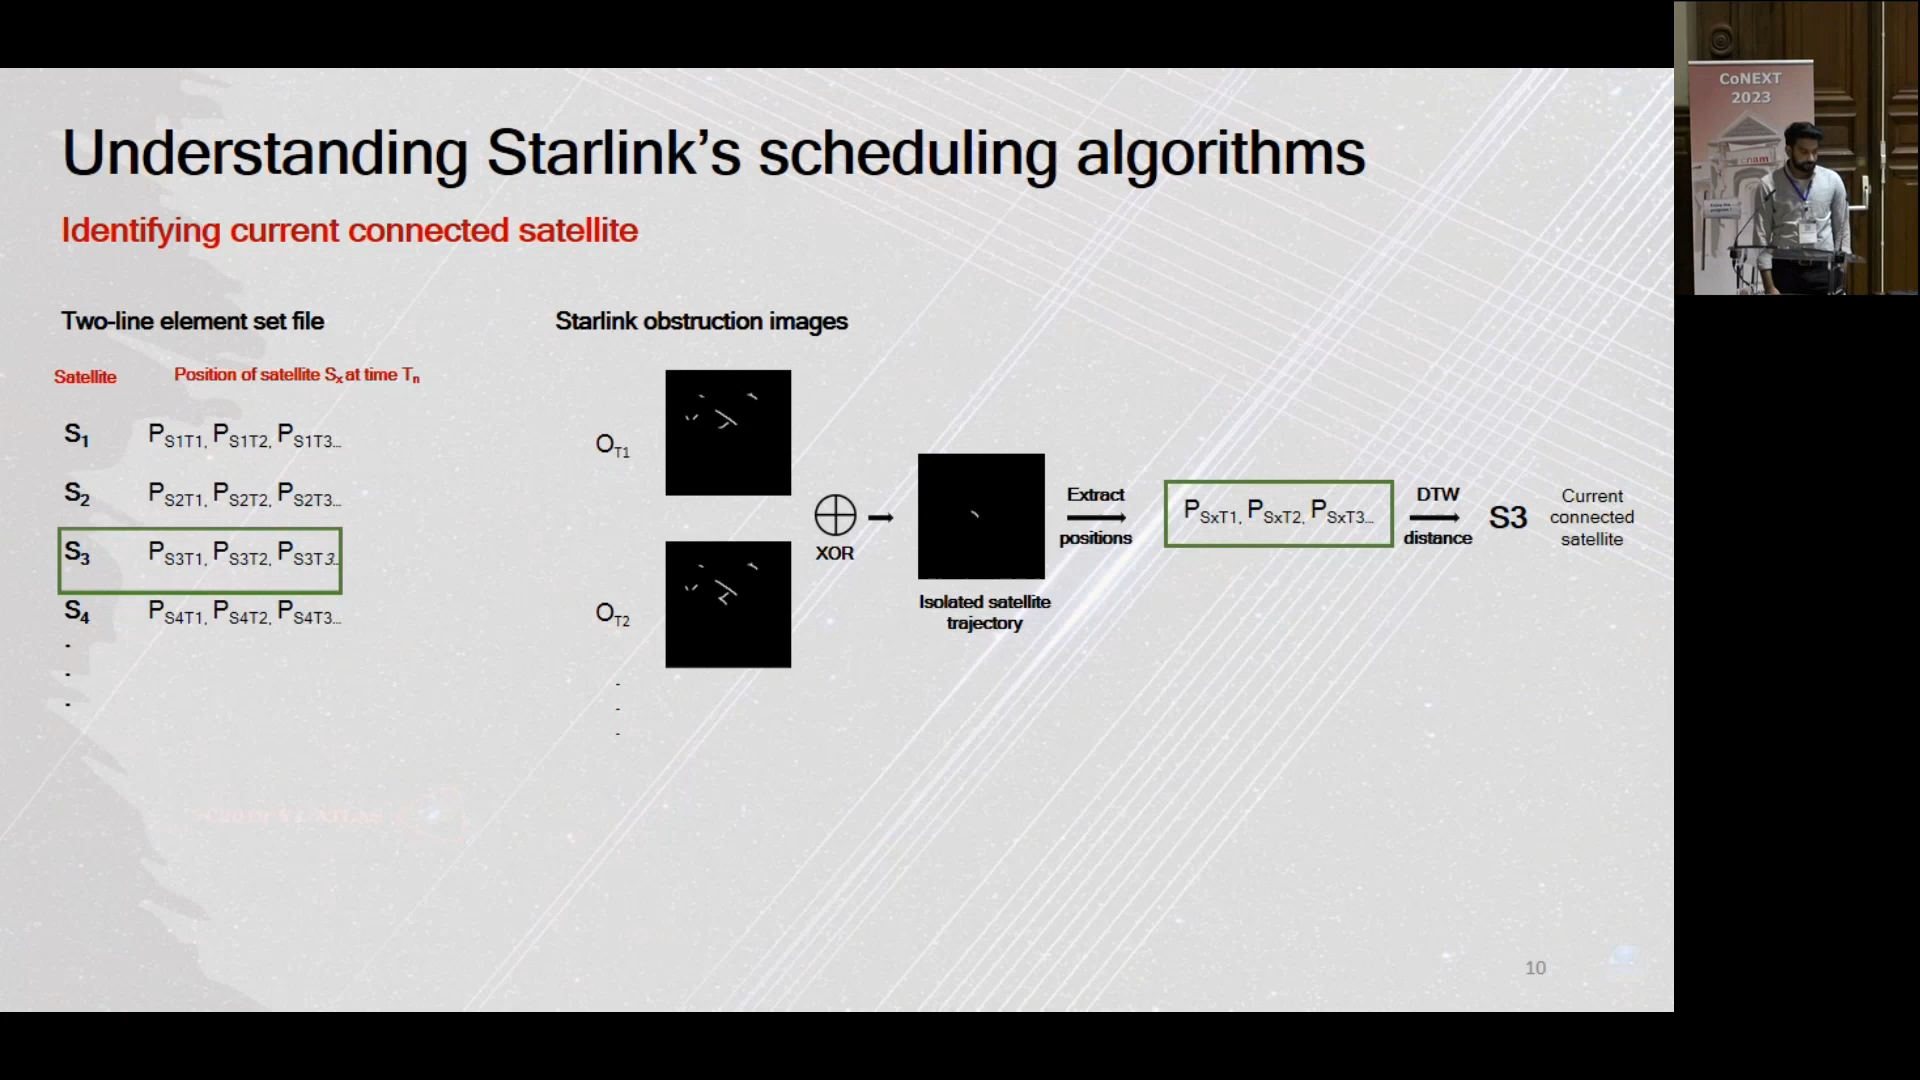 Understanding Starlink's scheduling algorithms
Identifying current connected satellite
Two-line element set file
Satellite
Position of satellite Sx at time Tn
S1 PS1T1, PS1T2, PS1T3...
S2 PS2T1, PS2T2, PS2T3...
S3 PS3T1, PS3T2, PS3T3...
S4 PS4T1, PS4T2, PS4T3...
Starlink obstruction images
OT1
OT2
XOR
Isolated satellite
trajectory
Extract
positions
PSxT1, PSxT2, PSxT3...
DTW
distance
S3
Current
connected
satellite
10
CoNEXT
2023
cnam